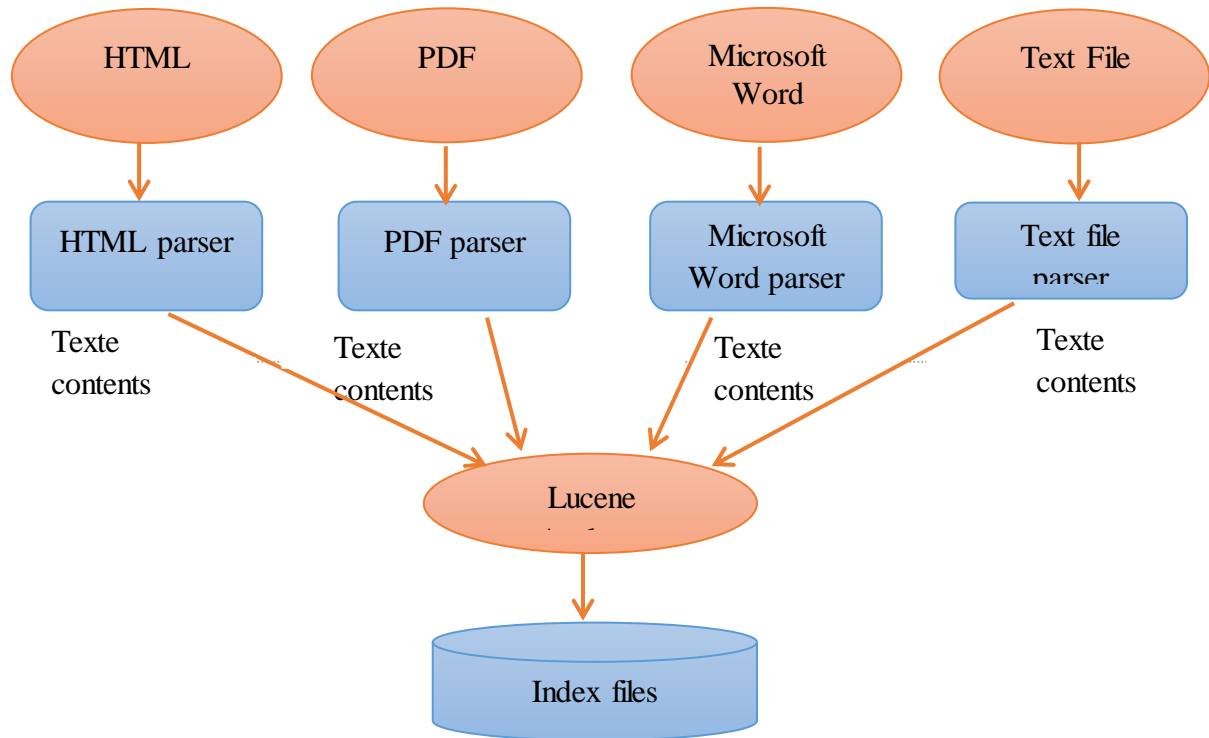 HTML
PDF
Microsoft
Word
Text File
HTML parser
PDF parser
Microsoft
Word parser
Text file
parser
Texte
contents
Texte
contents
Texte
contents
Texte
contents
Lucene
Index files